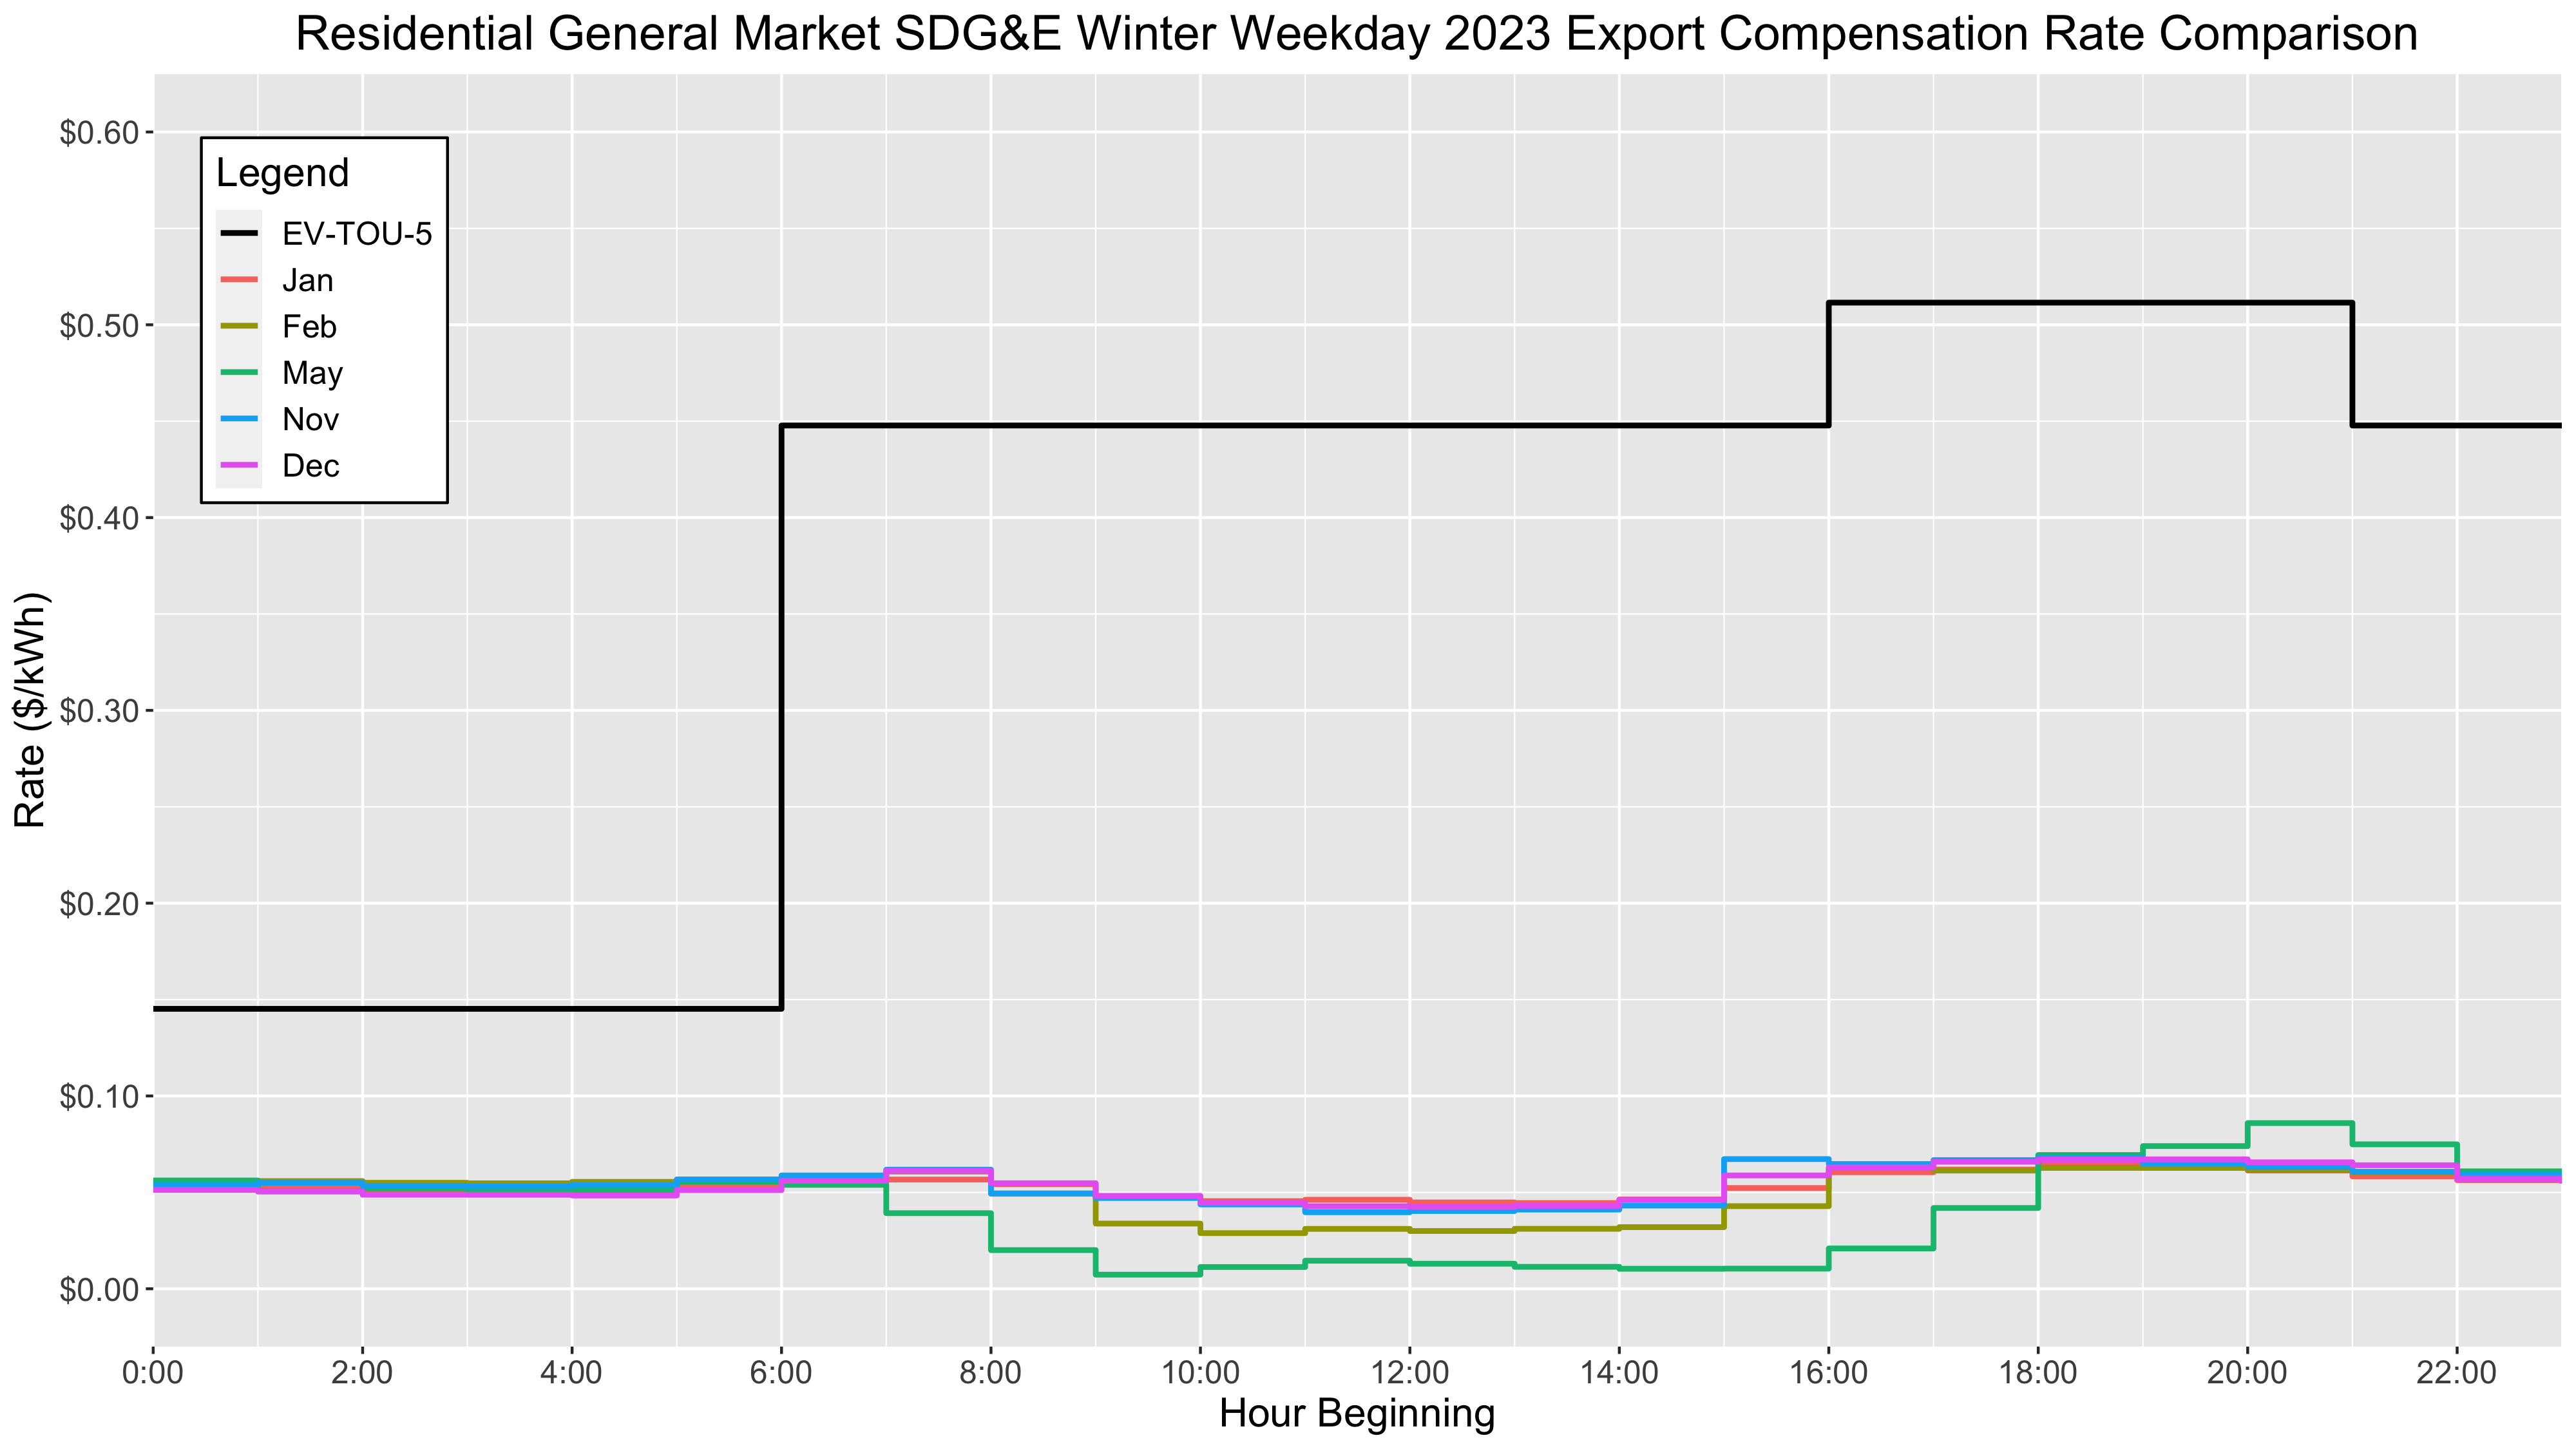 Residential General Market SDG&E Winter Weekday 2023 Export Compensation Rate Comparison
$0.60
Legend
EV-TOU-5
Jan
Feb
May
Nov
Dec
$0.50
$0.40
$0.30
$0.20
$0.10
$0.00
Rate ($/kWh)
0:00 2:00 4:00 6:00 8:00 10:00 12:00 14:00 16:00 18:00 20:00 22:00
Hour Beginning